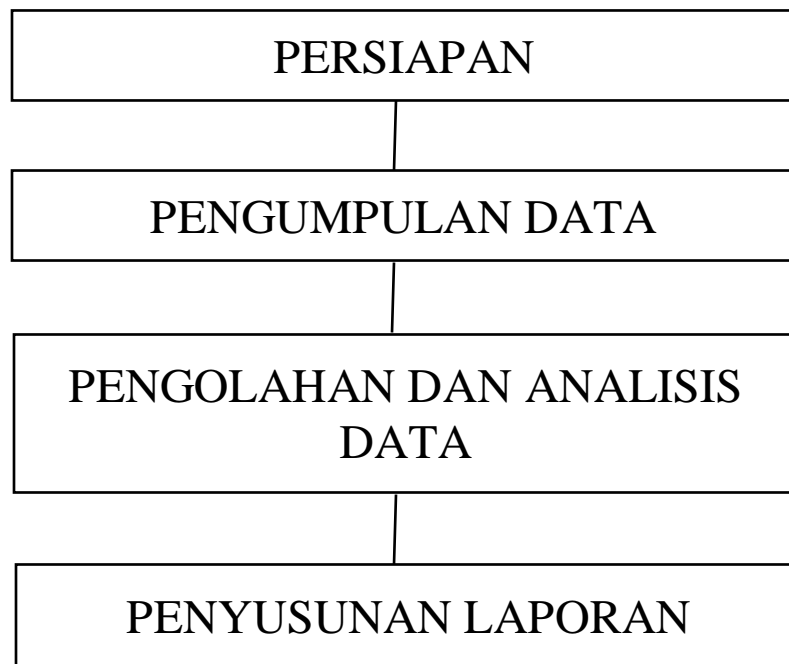 PERSIAPAN
PENGUMPULAN DATA
PENGOLAHAN DAN ANALISIS
DATA
PENYUSUNAN LAPORAN